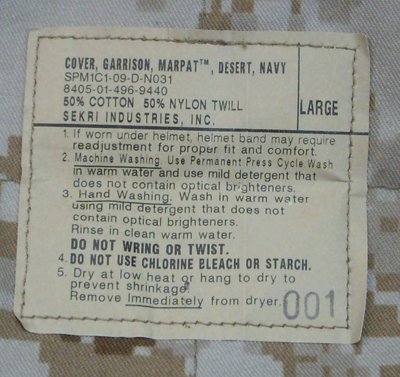 COVER, GARRISON, MARPAT™, DESERT, NAVY
SPM1C1-09-D-N031
8405-01-496-9440
50% COTTON 50% NYLON TWILL
SEKRI INDUSTRIES, INC.
LARGE
1. If worn under helmet, helmet band may require
readjustment for proper fit and comfort.
2. Machine Washing. Use Permanent Press Cycle Wash
in warm water and use mild detergent that
does not contain optical brighteners.
3. Hand Washing. Wash in warm water
using mild detergent that does not
contain optical brighteners.
Rinse in clean warm water.
DO NOT WRING OR TWIST.
4. DO NOT USE CHLORINE BLEACH OR STARCH.
5. Dry at low heat or hang to dry to
prevent shrinkage.
Remove Immediately from dryer.
001